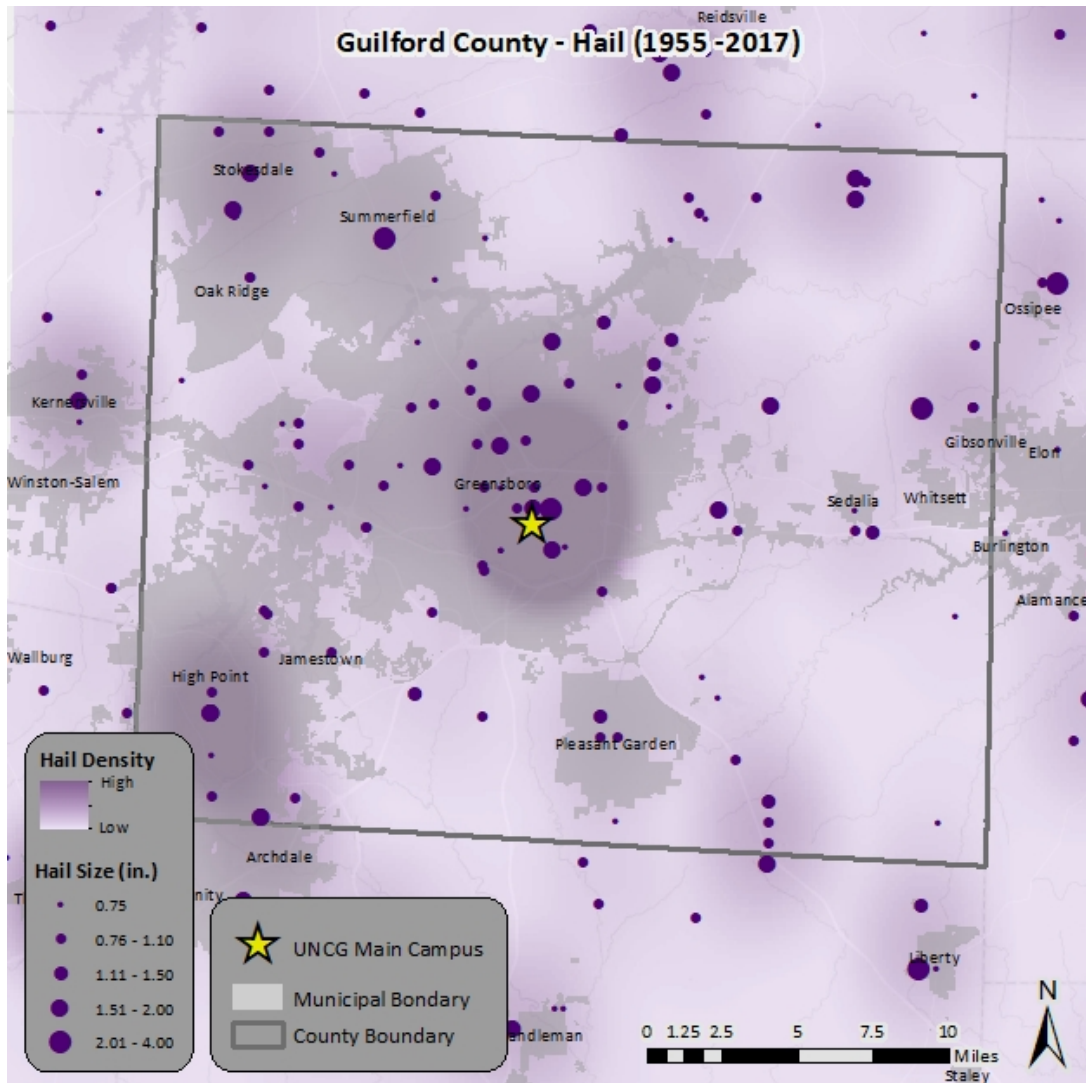 Reidsville
Guilford County - Hail (1955 -2017)
Stokesdale
Summerfield
Oak Ridge
Ossipee
Kernersville
Gibsonville
Elon
Winston-Salem
Greensboro
Sedalia
Whitsett
Burlington
Alamance
Wallburg
Jamestown
High Point
Pleasant Garden
Archdale
Liberty
Staley
Hail Density
High
Low
Hail Size (in.)
0.75
0.76 - 1.10
1.11 - 1.50
1.51 - 2.00
2.01 - 4.00
UNCG Main Campus
Municipal Bondary
County Boundary
N
0 1.25 2.5 5 7.5 10
Miles